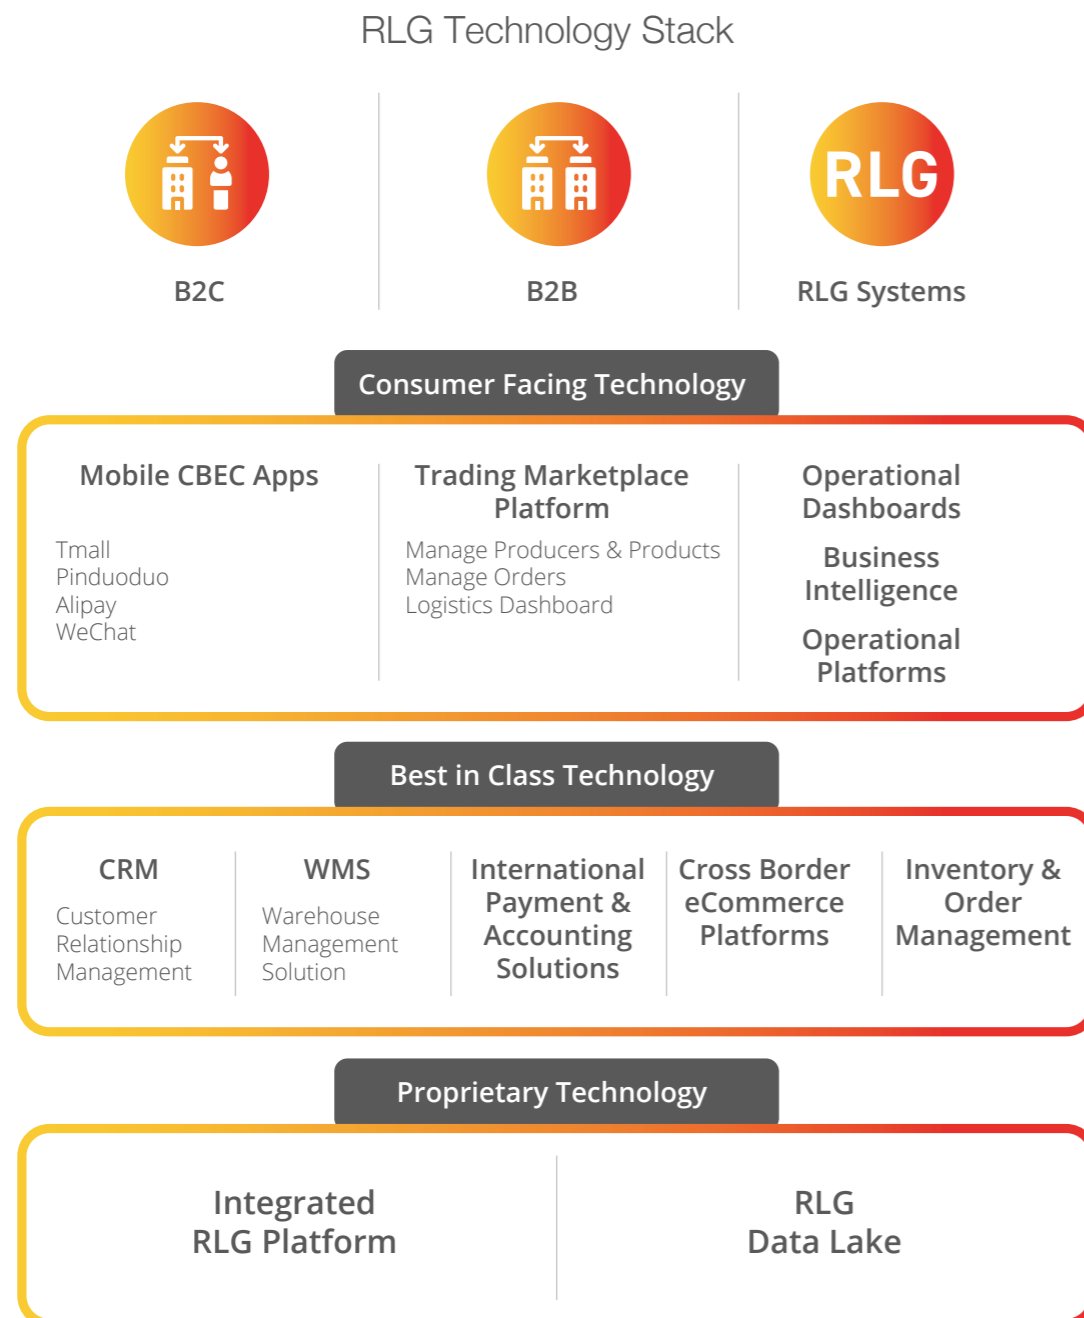 RLG Technology Stack
RLG
B2C
B2B
RLG Systems
Consumer Facing Technology
Mobile CBEC Apps
Tmall
Pinduoduo
Alipay
WeChat
Trading Marketplace
Platform
Manage Producers & Products
Manage Orders
Logistics Dashboard
Operational
Dashboards
Business
Intelligence
Operational
Platforms
Best in Class Technology
CRM
Customer
Relationship
Management
WMS
Warehouse
Management
Solution
International
Payment &
Accounting
Solutions
Cross Border
eCommerce
Platforms
Inventory &
Order
Management
Proprietary Technology
Integrated
RLG Platform
RLG
Data Lake